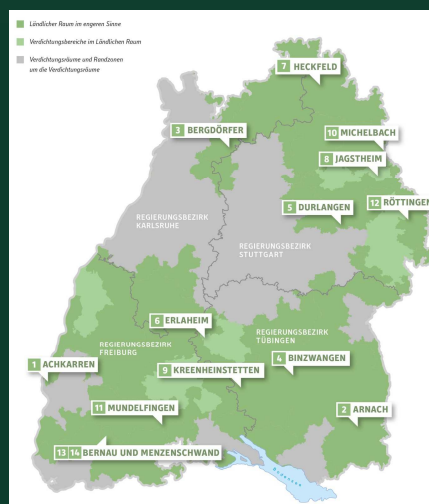 Ländlicher Raum im engeren Sinne
Verdichtungsbereiche im Ländlichen Raum
Verdichtungsräume und Randzonen
um die Verdichtungsräume
7 HECKFELD
3 BERGDÖRFER
10 MICHELBACH
8 JAGSTHEIM
5 DURLANGEN
12 RÖTTINGEN
REGIERUNGSBEZIRK
KARLSRUHE
REGIERUNGSBEZIRK
STUTTGART
6 ERLAHEIM
REGIERUNGSBEZIRK
TÜBINGEN
REGIERUNGSBEZIRK
FREIBURG
4 BINZWANGEN
1 ACHKARREN
9 KREENHEINSTETTEN
11 MUNDELFINGEN
2 ARNACH
13 14 BERNAU UND MENZENSCHWAND
Bodensee